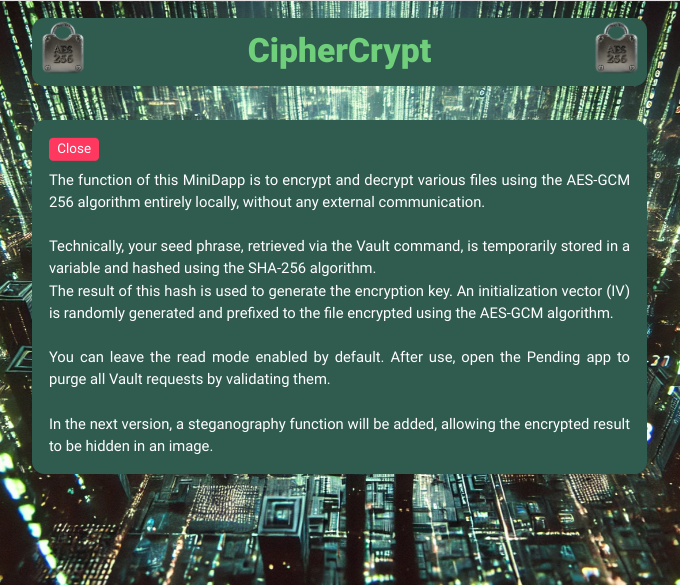 AES
256
CipherCrypt
AES
256
Close
The function of this MiniDapp is to encrypt and decrypt various files using the AES-GCM
256 algorithm entirely locally, without any external communication.
Technically, your seed phrase, retrieved via the Vault command, is temporarily stored in a
variable and hashed using the SHA-256 algorithm.
The result of this hash is used to generate the encryption key. An initialization vector (IV)
is randomly generated and prefixed to the file encrypted using the AES-GCM algorithm.
You can leave the read mode enabled by default. After use, open the Pending app to
purge all Vault requests by validating them.
In the next version, a steganography function will be added, allowing the encrypted result
to be hidden in an image.